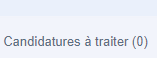 Candidatures à traiter (0)